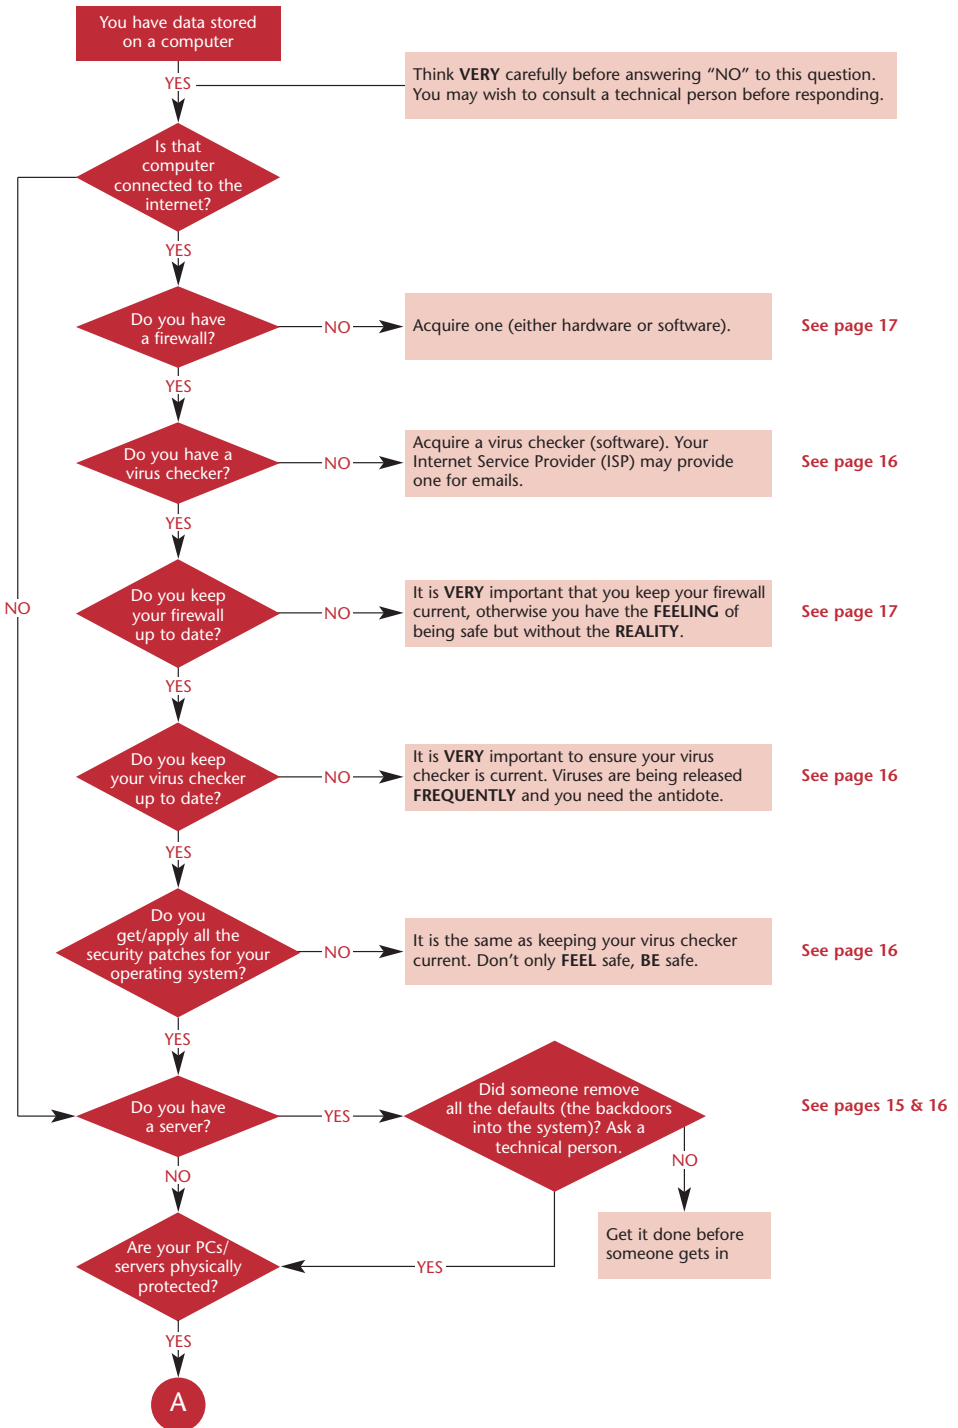 You have data stored
on a computer
YES
Think VERY carefully before answering “NO” to this question.
You may wish to consult a technical person before responding.
Is that
computer
connected to the
internet?
YES
Do you have
a firewall?
NO
Acquire one (either hardware or software).
See page 17
YES
Do you have a
virus checker?
NO
Acquire a virus checker (software). Your
Internet Service Provider (ISP) may provide
one for emails.
See page 16
YES
NO
Do you keep
your firewall
up to date?
NO
It is VERY important that you keep your firewall
current, otherwise you have the FEELING of
being safe but without the REALITY.
See page 17
YES
Do you keep
your virus checker
up to date?
NO
It is VERY important to ensure your virus
checker is current. Viruses are being released
FREQUENTLY and you need the antidote.
See page 16
YES
Do you
get/apply all the
security patches for your
operating system?
NO
It is the same as keeping your virus checker
current. Don’t only FEEL safe, BE safe.
See page 16
YES
Do you have
a server?
YES
Did someone remove
all the defaults (the backdoors
into the system)? Ask a
technical person.
See pages 15 & 16
NO
NO
Get it done before
someone gets in
Are your PCs/
servers physically
protected?
YES
YES
A